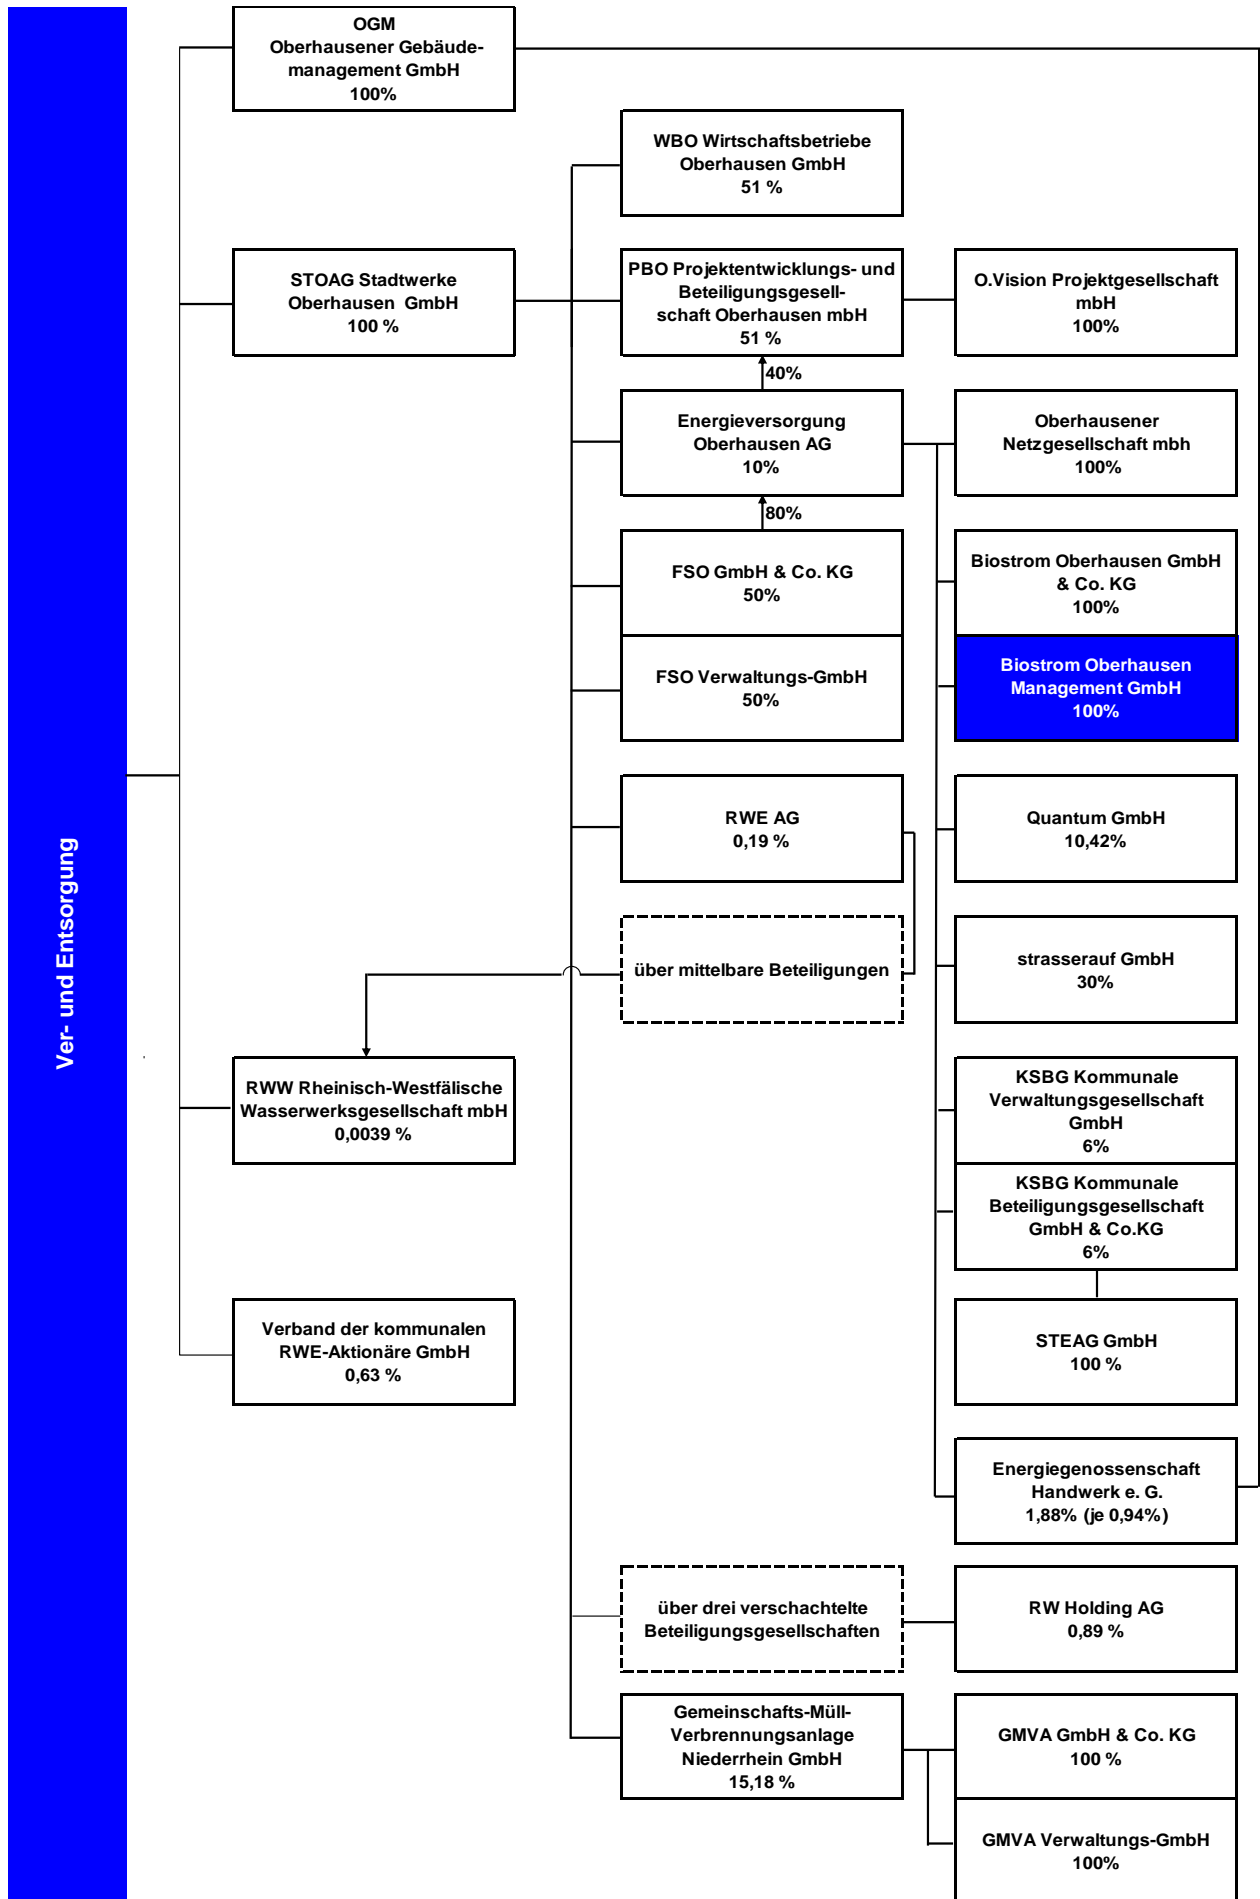 Ver- und Entsorgung
OGM
Oberhausener Gebäude-
management GmbH
100%
WBO Wirtschaftsbetriebe
Oberhausen GmbH
51 %
STOAG Stadtwerke
Oberhausen GmbH
100 %
PBO Projektentwicklungs- und
Beteiligungsgesell-
schaft Oberhausen mbH
51 %
O.Vision Projektgesellschaft
mbH
100%
40%
Energieversorgung
Oberhausen AG
10%
Oberhausener
Netzgesellschaft mbh
100%
80%
FSO GmbH & Co. KG
50%
Biostrom Oberhausen GmbH
& Co. KG
100%
FSO Verwaltungs-GmbH
50%
Biostrom Oberhausen
Management GmbH
100%
RWE AG
0,19 %
Quantum GmbH
10,42%
über mittelbare Beteiligungen
strasserauf GmbH
30%
RWW Rheinisch-Westfälische
Wasserwerksgesellschaft mbH
0,0039 %
KSBG Kommunale
Verwaltungsgesellschaft
GmbH
6%
KSBG Kommunale
Beteiligungsgesellschaft
GmbH & Co.KG
6%
Verband der kommunalen
RWE-Aktionäre GmbH
0,63 %
STEAG GmbH
100 %
Energiegenossenschaft
Handwerk e. G.
1,88% (je 0,94%)
über drei verschachtelte
Beteiligungsgesellschaften
RW Holding AG
0,89 %
Gemeinschafts-Müll-
Verbrennungsanlage
Niederrhein GmbH
15,18 %
GMVA GmbH & Co. KG
100 %
GMVA Verwaltungs-GmbH
100%